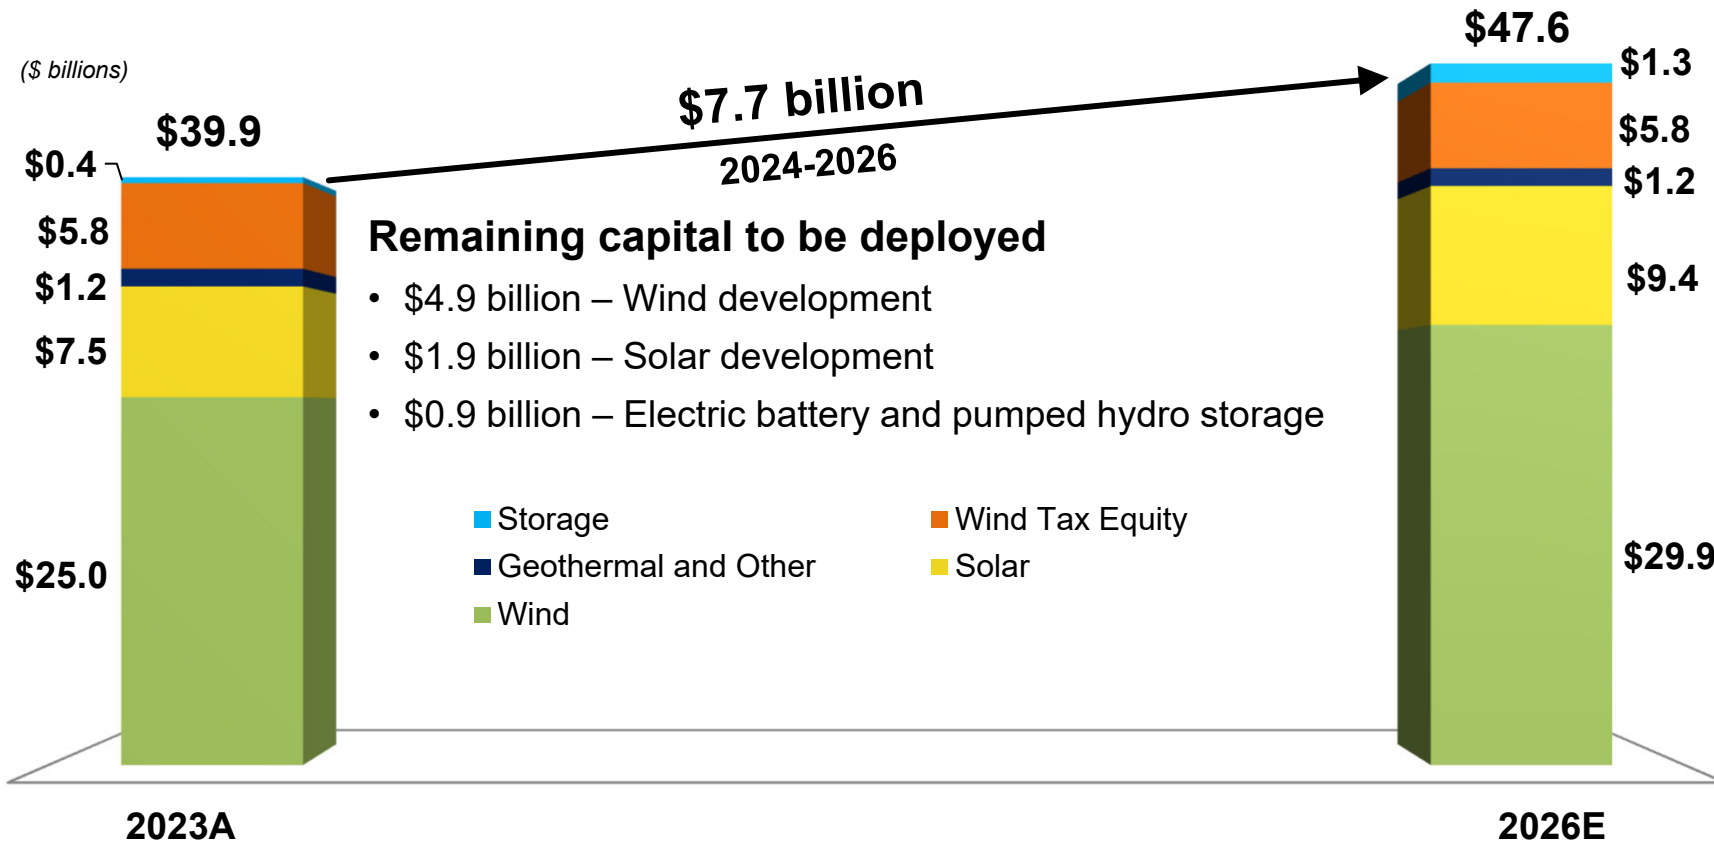 ($ billions)
$39.9
$0.4
$5.8
$1.2
$7.5
$25.0
2023A
$7.7 billion
2024-2026
Remaining capital to be deployed
• $4.9 billion – Wind development
• $1.9 billion – Solar development
• $0.9 billion – Electric battery and pumped hydro storage
Storage
Wind Tax Equity
Geothermal and Other
Solar
Wind
$47.6
$1.3
$5.8
$1.2
$9.4
$29.9
2026E